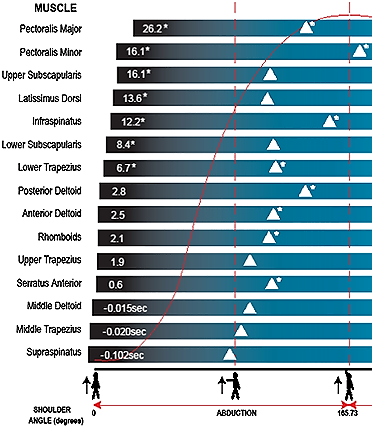 MUSCLE
Pectoralis Major 26.2*
Pectoralis Minor 16.1* *
Upper Subscapularis 16.1*
Latissimus Dorsi 13.6*
Infraspinatus 12.2* *
Lower Subscapularis 8.4*
Lower Trapezius 6.7* *
Posterior Deltoid 2.8 *
Anterior Deltoid 2.5 *
Rhomboids 2.1 *
Upper Trapezius 1.9
Serratus Anterior 0.6 *
Middle Deltoid -0.015sec
Middle Trapezius -0.020sec
Supraspinatus -0.102sec
SHOULDER 0 ABDUCTION 165.73
ANGLE (degrees)